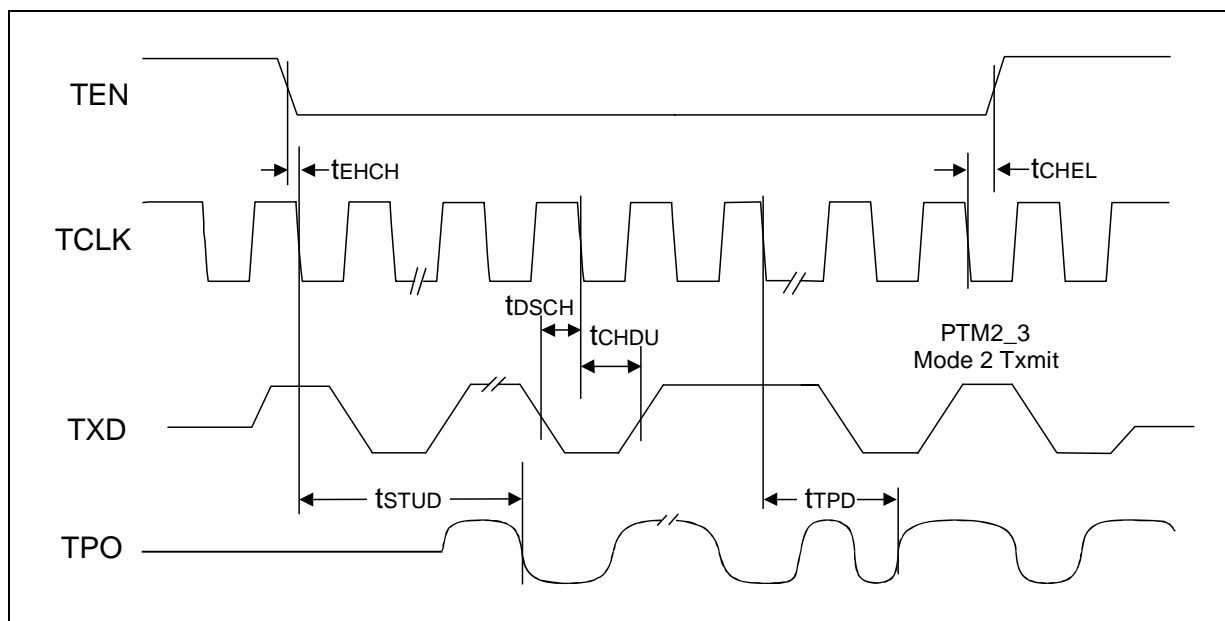 TEN
tEHCH
tCHEL
TCLK
tDSCH
tCHDU
PTM2_3
Mode 2 Txmit
TXD
tSTUD
tTPD
TPO